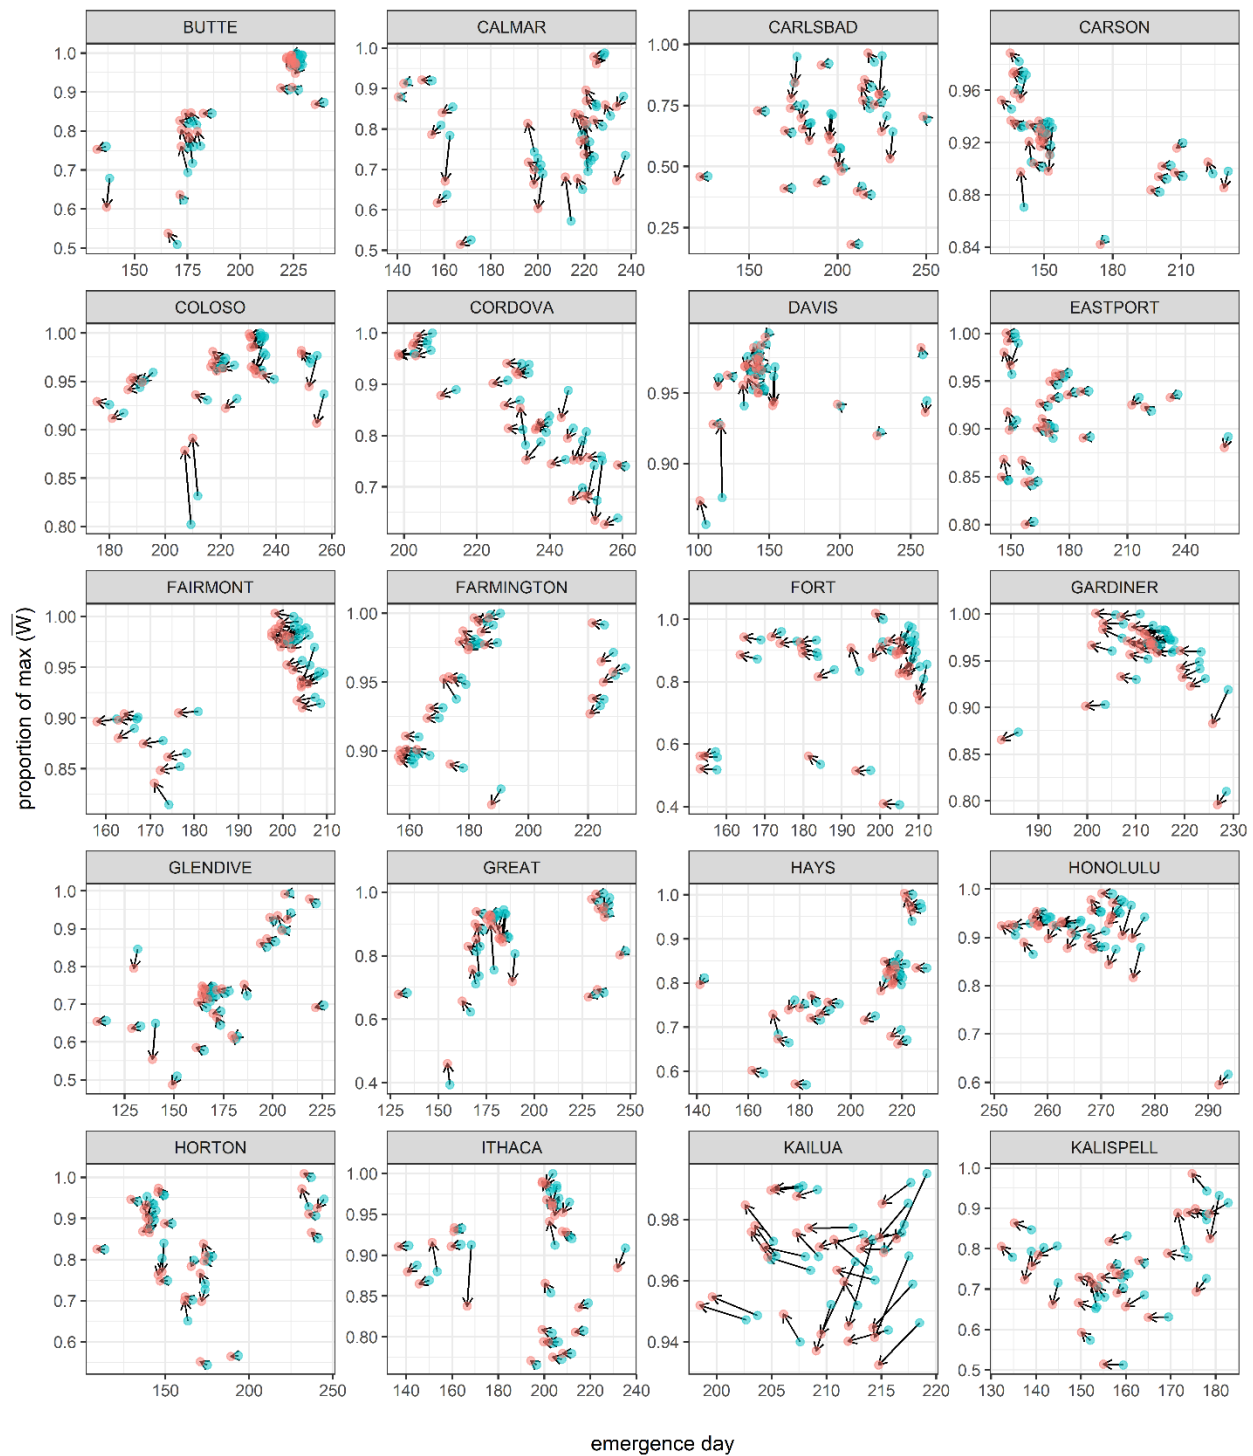 BUTTE CALMAR CARLSBAD CARSON
1.0 0.9 0.8 0.7 0.6 0.5
150 175 200 225
1.0 0.9 0.8 0.7 0.6 0.5
140 160 180 200 220 240
1.00 0.75 0.50 0.25
150 200 250
0.96 0.92 0.88 0.84
150 180 210
COLOSO CORDOVA DAVIS EASTPORT
1.00 0.95 0.90 0.85 0.80
180 200 220 240 260
1.0 0.9 0.8 0.7
200 220 240 260
0.95 0.90
100 150 200 250
1.00 0.95 0.90 0.85 0.80
150 180 210 240
FAIRMONT FARMINGTON FORT GARDINER
1.00 0.95 0.90 0.85
160 170 180 190 200 210
1.00 0.95 0.90
160 180 200 220
1.0 0.8 0.6 0.4
160 170 180 190 200 210
1.00 0.95 0.90 0.85 0.80
190 200 210 220 230
GLENDIVE GREAT HAYS HONOLULU
1.0 0.9 0.8 0.7 0.6 0.5
125 150 175 200 225
1.0 0.8 0.6 0.4
150 175 200 225 250
1.0 0.9 0.8 0.7 0.6
140 160 180 200 220
1.0 0.9 0.8 0.7 0.6
250 260 270 280 290
HORTON ITHACA KAILUA KALISPELL
1.0 0.9 0.8 0.7 0.6
150 200 250
1.00 0.95 0.90 0.85 0.80
140 160 180 200 220 240
0.98 0.96 0.94
200 205 210 215 220
1.0 0.9 0.8 0.7 0.6 0.5
130 140 150 160 170 180
proportion of max (W̅)
emergence day